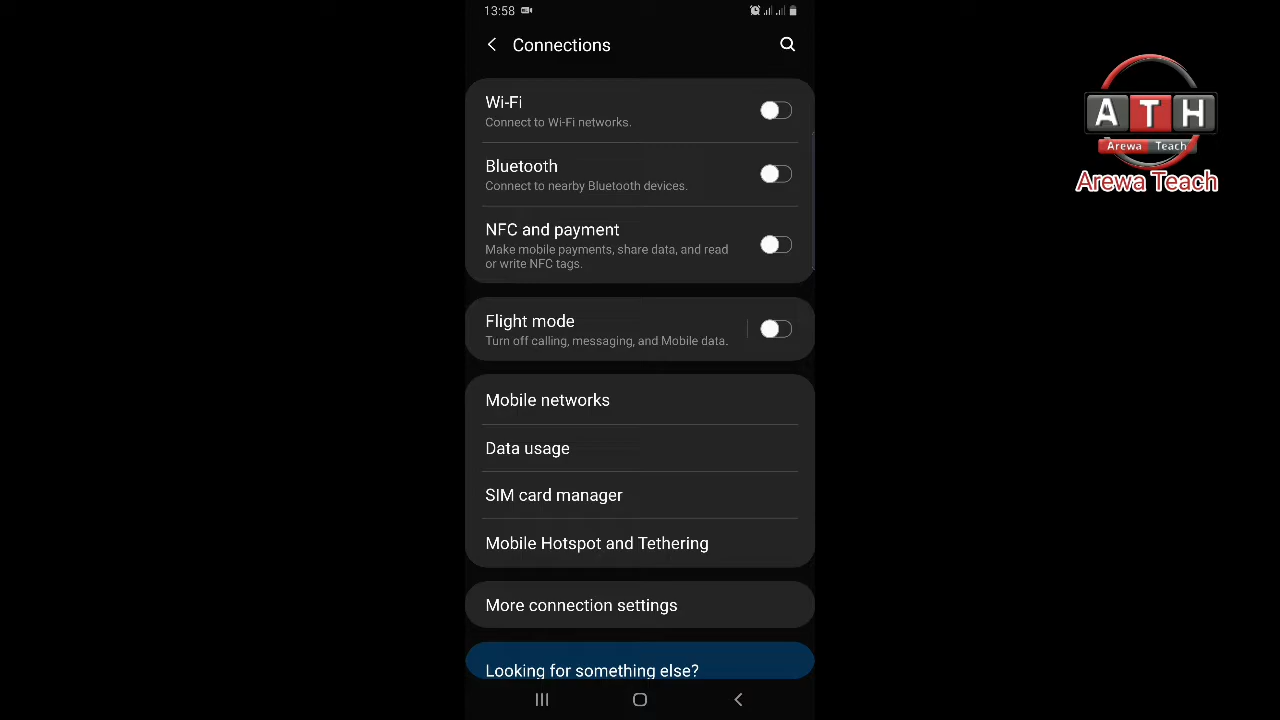 13:58
Connections
Wi-Fi
Connect to Wi-Fi networks.
Bluetooth
Connect to nearby Bluetooth devices.
NFC and payment
Make mobile payments, share data, and read
or write NFC tags.
Flight mode
Turn off calling, messaging, and Mobile data.
Mobile networks
Data usage
SIM card manager
Mobile Hotspot and Tethering
More connection settings
Looking for something else?
ATH
Arewa Teach
Arewa Teach